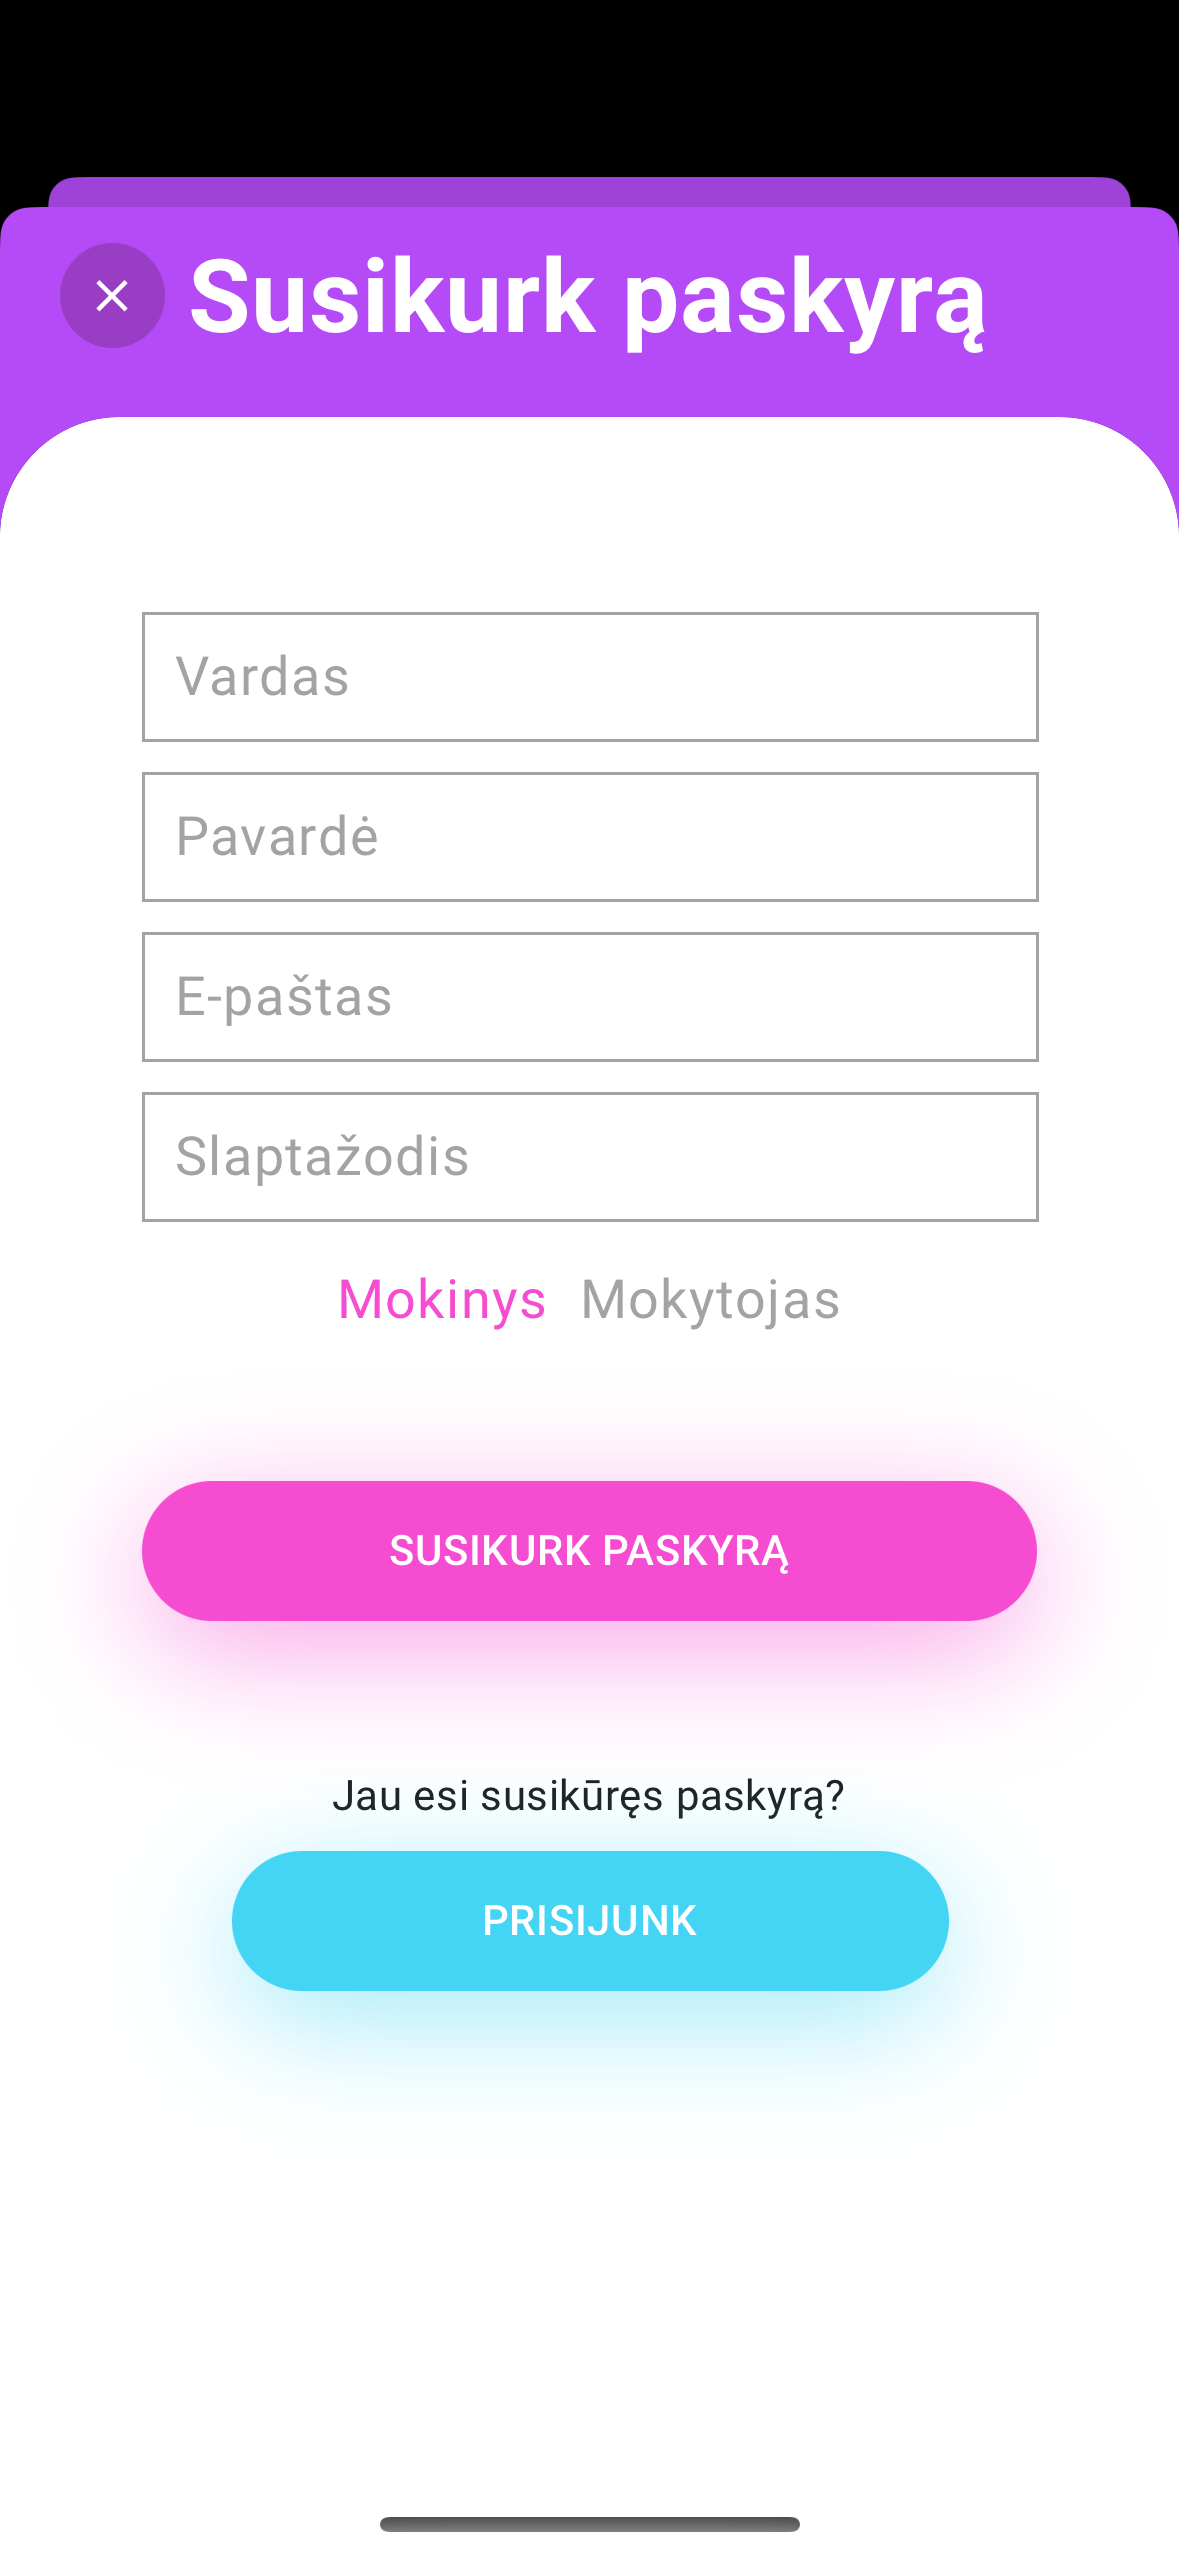 Susikurk paskyrą
Vardas
Pavardė
E-paštas
Slaptažodis
Mokinys Mokytojas
SUSIKURK PASKYRĄ
Jau esi susikūręs paskyrą?
PRISIJUNK